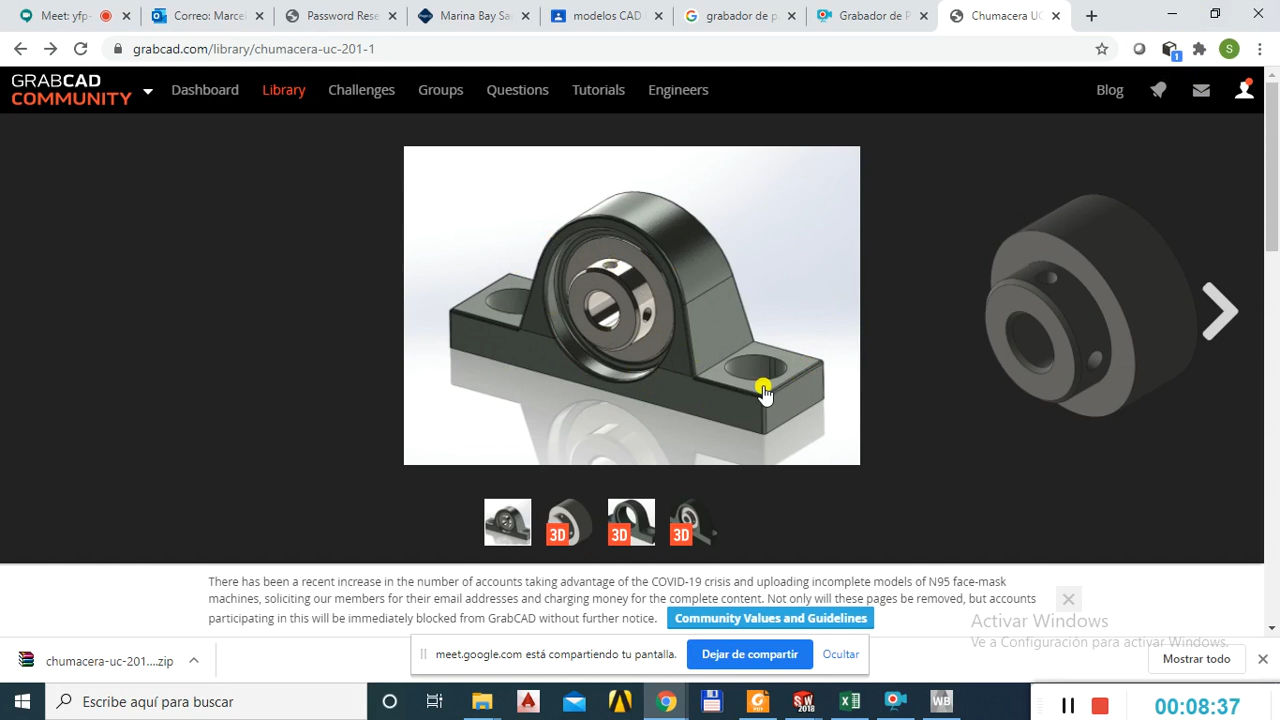 Meet: yfp-
Correo: Marce
Password Rese
Marina Bay Sa
modelos CAD
grabador de p
Grabador de P
Chumacera UC
grabcad.com/library/chumacera-uc-201-1
S
1
GRABCAD
COMMUNITY
Dashboard
Library
Challenges
Groups
Questions
Tutorials
Engineers
Blog
3D
3D
3D
There has been a recent increase in the number of accounts taking advantage of the COVID-19 crisis and uploading incomplete models of N95 face-mask
machines, soliciting our members for their email addresses and charging money for the complete content. Not only will these pages be removed, but accounts
participating in this will be immediately blocked from GrabCAD without further notice.
Community Values and Guidelines
Activar Windows
Ve a Configuración para activar Windows.
chumacera-uc-201....zip
meet.google.com está compartiendo tu pantalla.
Dejar de compartir
Ocultar
Mostrar todo
Escribe aquí para buscar
SW
2018
WB
00:08:37